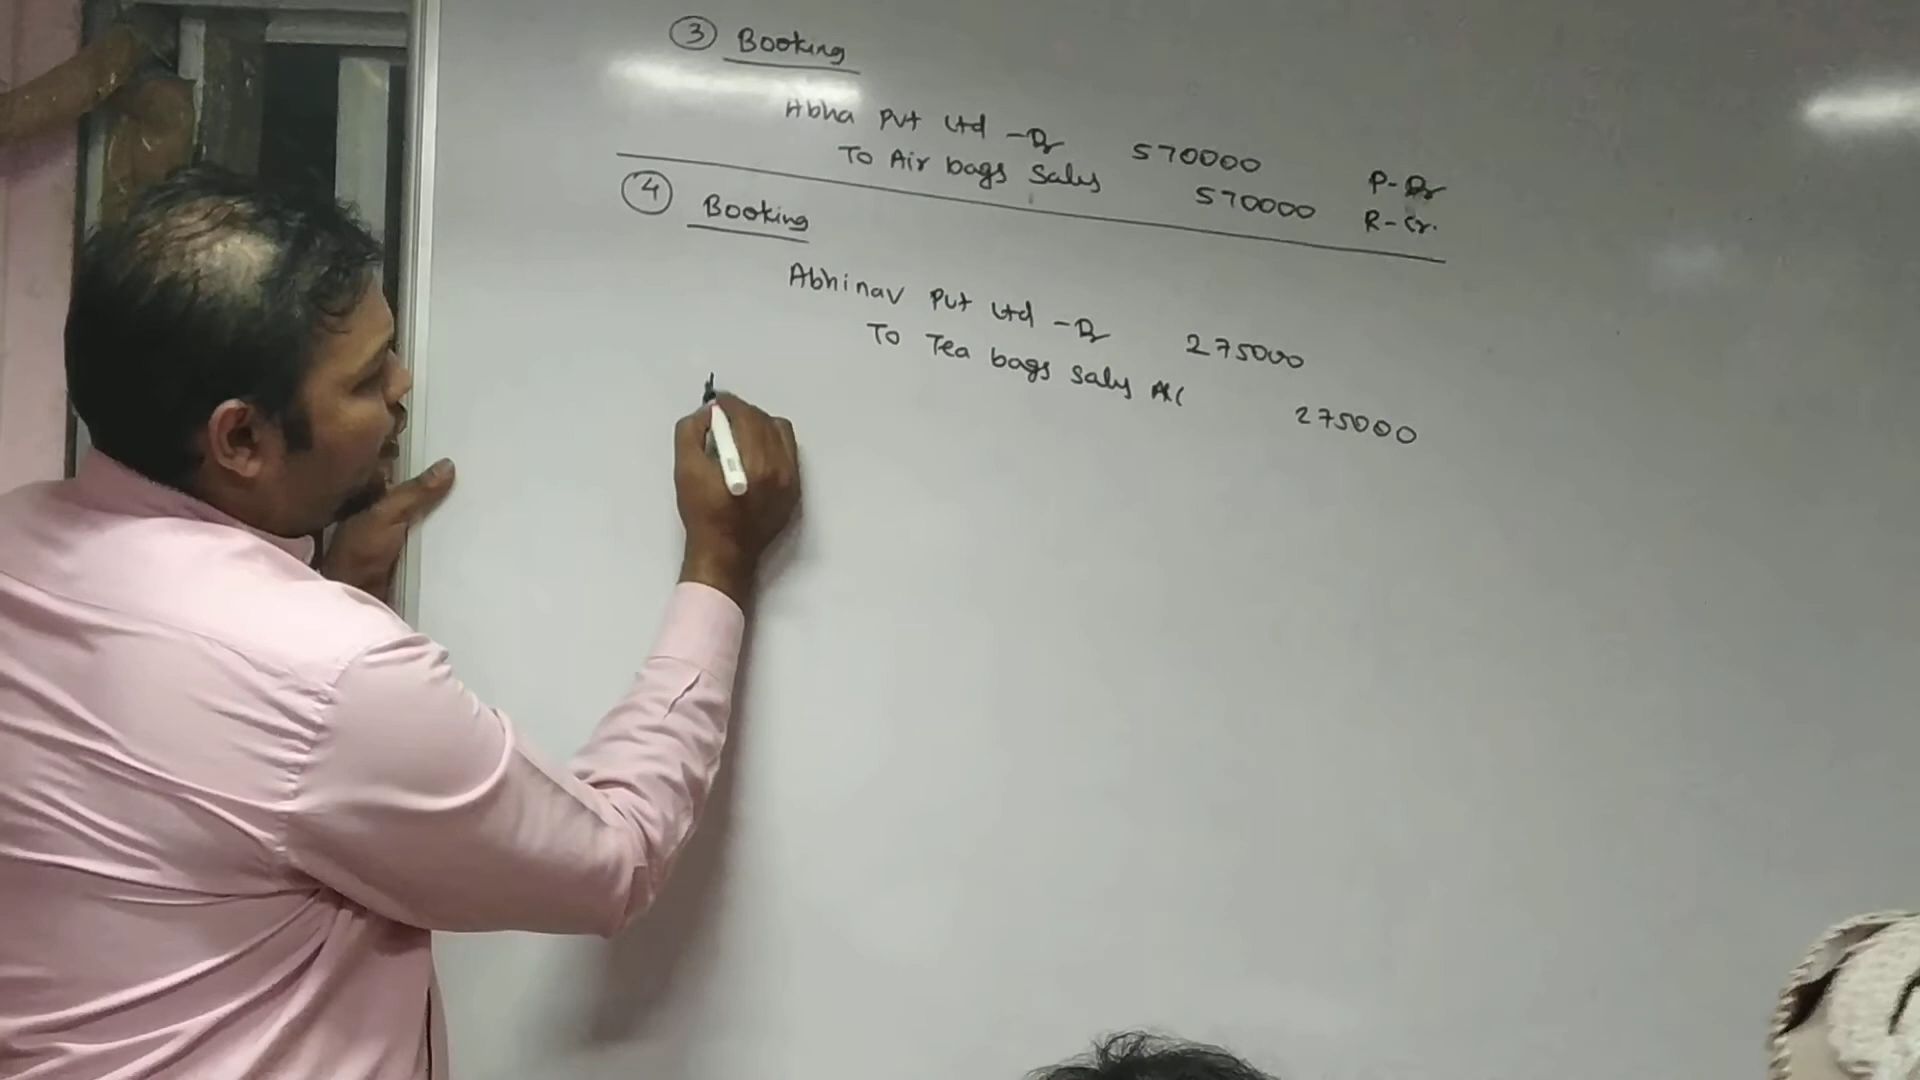 ③ Booking
Abha Pvt Ltd - Dr 570000 P - Dr
To Air bags Sales 570000 R - Cr.
④ Booking
Abhinav Pvt Ltd - Dr 275000
To Tea bags Sales A/c 275000